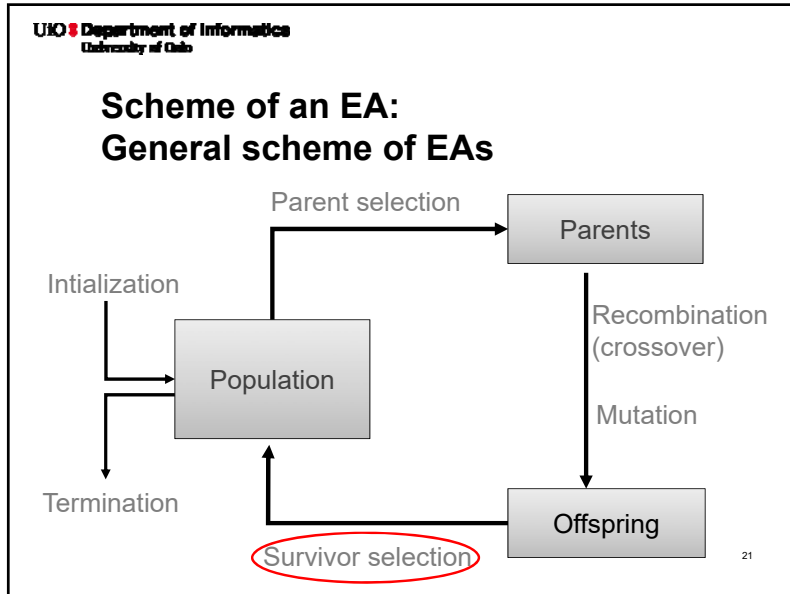 UiO Department of Informatics
University of Oslo
Scheme of an EA:
General scheme of EAs
Parent selection
Parents
Intialization
Recombination
(crossover)
Population
Mutation
Termination
Offspring
Survivor selection
21